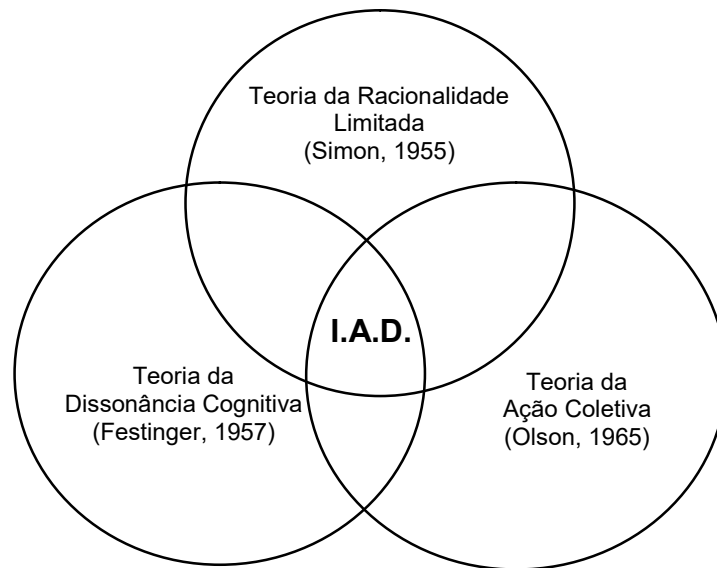 Teoria da Racionalidade
Limitada
(Simon, 1955)
I.A.D.
Teoria da
Dissonância Cognitiva
(Festinger, 1957)
Teoria da
Ação Coletiva
(Olson, 1965)